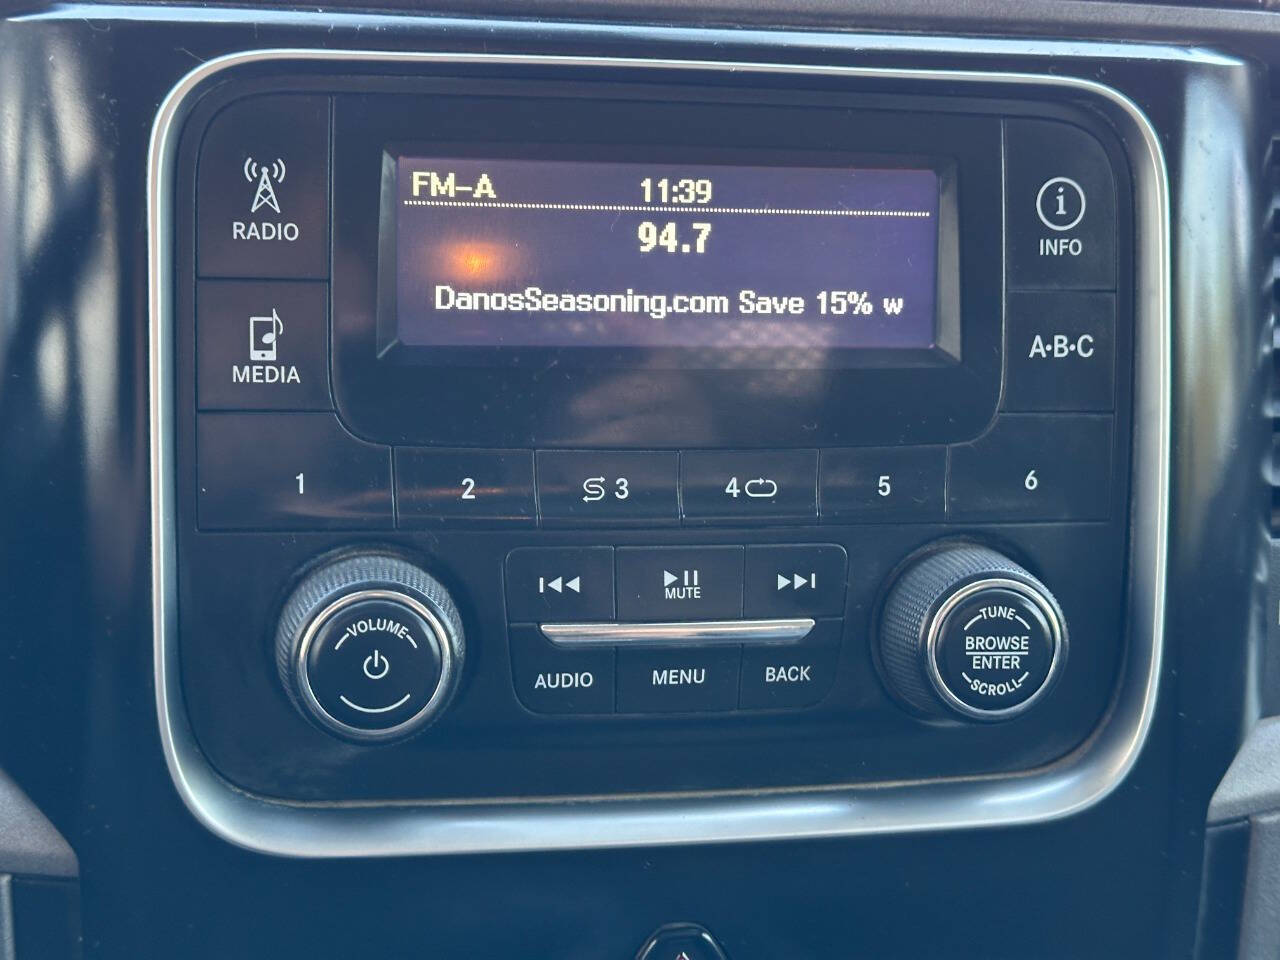 FM-A 11:39
94.7
DanosSeasoning.com Save 15% w
RADIO
MEDIA
i
INFO
A·B·C
1 2 3 4 5 6
VOLUME
MUTE
AUDIO MENU BACK
TUNE
BROWSE
ENTER
SCROLL